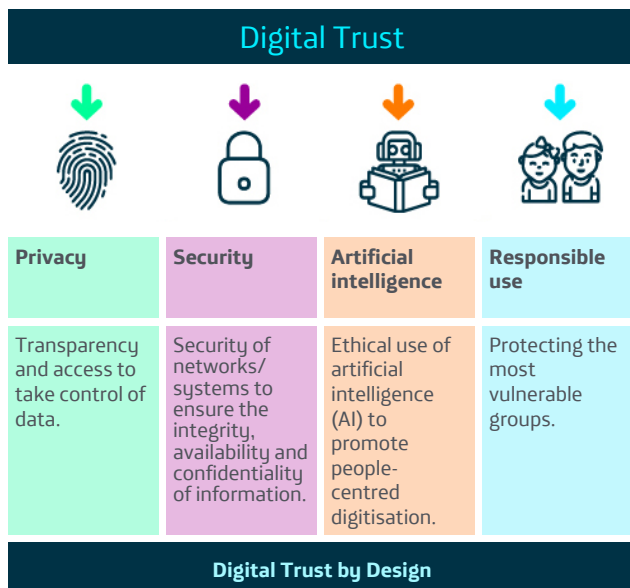 Digital Trust
Privacy
Security
Artificial
intelligence
Responsible
use
Transparency
and access to
take control of
data.
Security of
networks/
systems to
ensure the
integrity,
availability and
confidentiality
of information.
Ethical use of
artificial
intelligence
(AI) to
promote
people-
centred
digitisation.
Protecting the
most
vulnerable
groups.
Digital Trust by Design